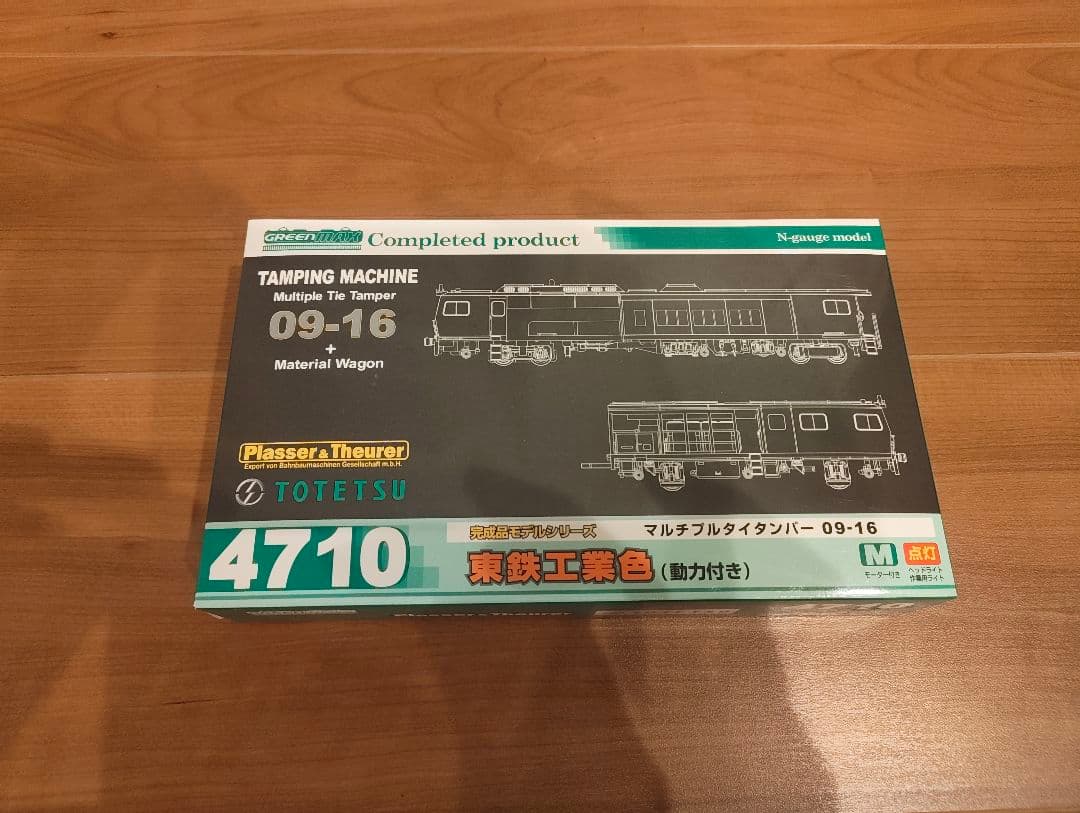 GREENMAX Completed product
N-gauge model
TAMPING MACHINE
Multiple Tie Tamper
09-16
+
Material Wagon
Plasser & Theurer
Export von Bahnbaumaschinen Gesellschaft m.b.H.
TOTETSU
4710
完成品モデルシリーズ
マルチプルタイタンパー 09-16
東鉄工業色(動力付き)
M
モーター付き
点灯
ヘッドライト
作業用ライト
Plasser & Theurer
4710